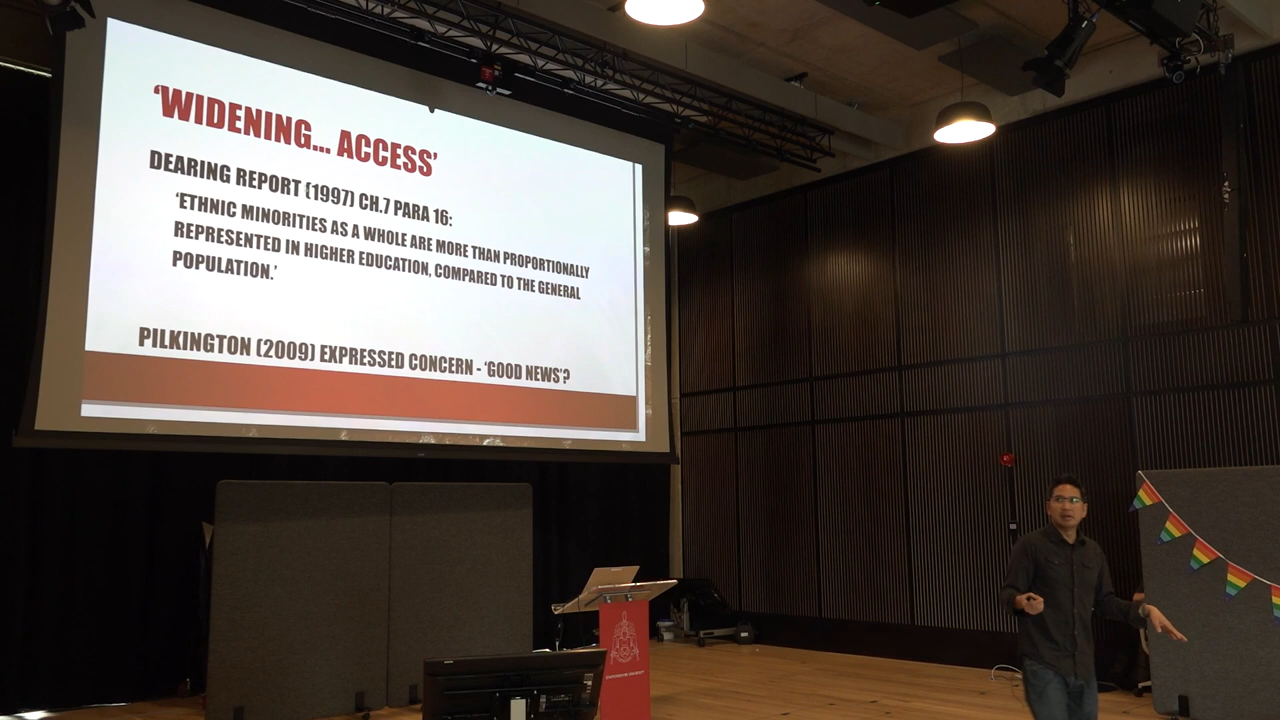 ‘WIDENING... ACCESS’
DEARING REPORT (1997) CH.7 PARA 16:
‘ETHNIC MINORITIES AS A WHOLE ARE MORE THAN PROPORTIONALLY
REPRESENTED IN HIGHER EDUCATION, COMPARED TO THE GENERAL
POPULATION.’
PILKINGTON (2009) EXPRESSED CONCERN - ‘GOOD NEWS’?